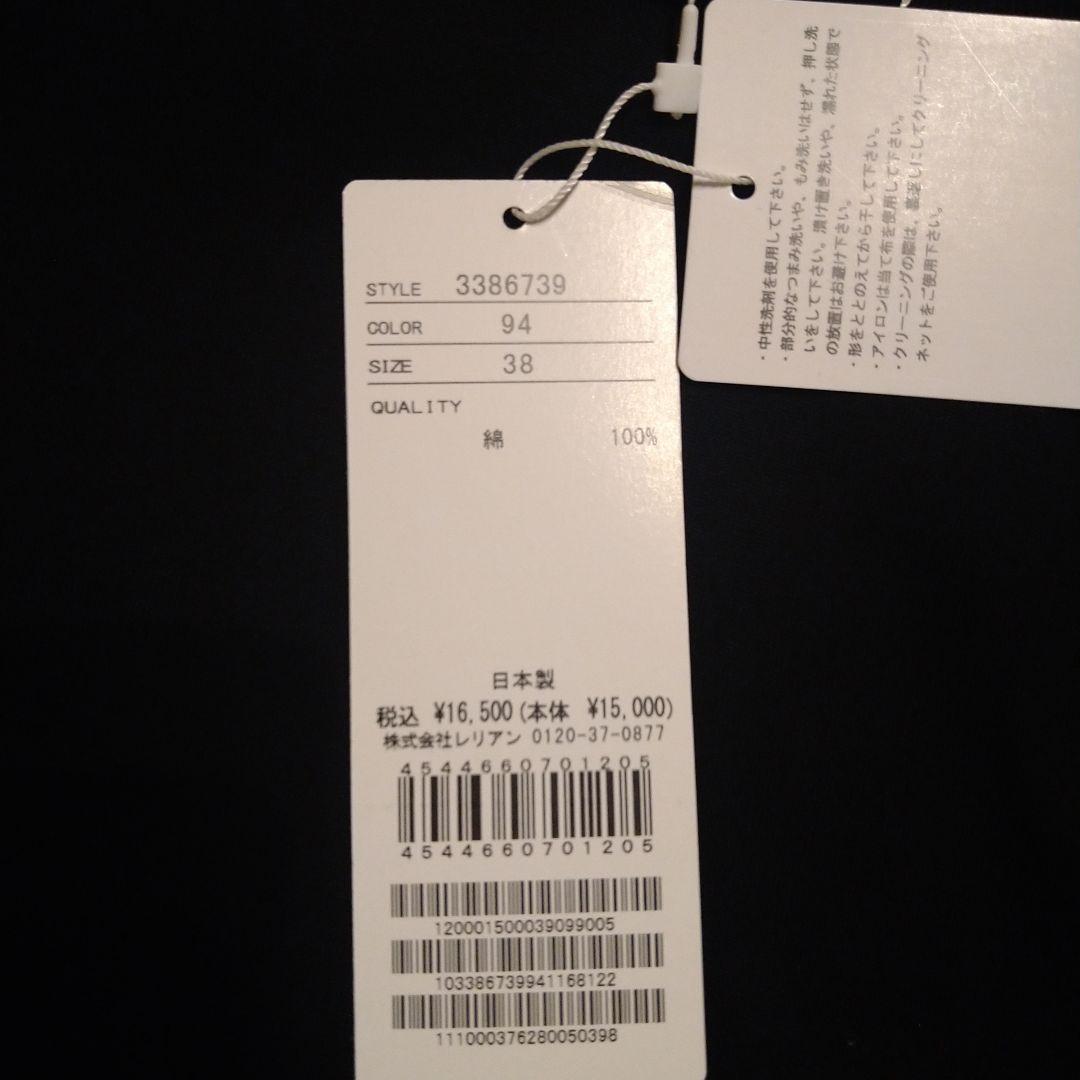 STYLE 3386739
COLOR 94
SIZE 38
QUALITY
綿 100%
日本製
税込 ¥16,500(本体 ¥15,000)
株式会社レリアン 0120-37-0877
4544660701205
4544660701205
120001500039099005
103386739941168122
111000376280050398
・中性洗剤を使用して下さい。
・部分的なつまみ洗いや、もみ洗いはせず、押し洗
いをして下さい。漬け置き洗いや、濡れた状態で
の放置はお避け下さい。
・形をととのえてから干して下さい。
・アイロンは当て布を使用して下さい。
・クリーニングの際は、裏返しにしてクリーニング
ネットをご使用下さい。